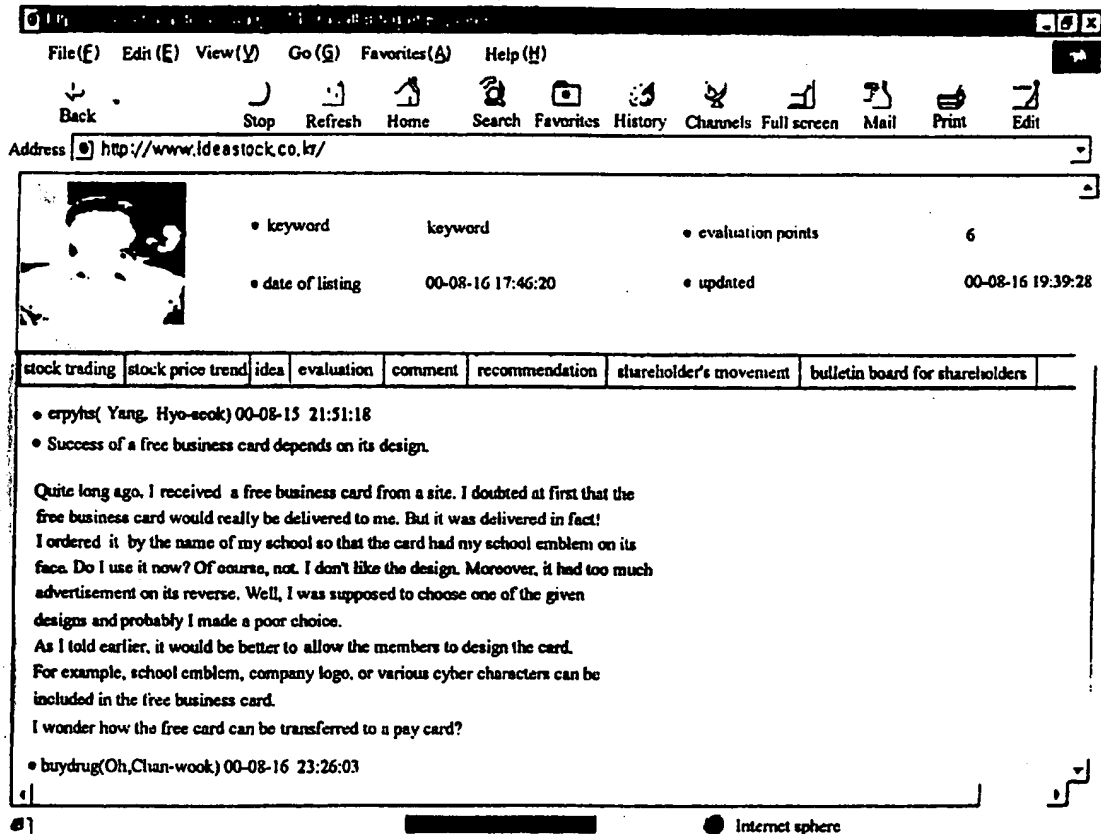 File(F) Edit(E) View(V) Go(G) Favorites(A) Help(H)
Back Stop Refresh Home Search Favorites History Channels Full screen Mail Print Edit
Address http://www.ideastock.co.kr/
• keyword keyword • evaluation points 6
• date of listing 00-08-16 17:46:20 • updated 00-08-16 19:39:28
stock trading stock price trend idea evaluation comment recommendation shareholder's movement bulletin board for shareholders
• erpyhs( Yang, Hyo-seok) 00-08-15 21:51:18
• Success of a free business card depends on its design.
Quite long ago, I received a free business card from a site. I doubted at first that the
free business card would really be delivered to me. But it was delivered in fact!
I ordered it by the name of my school so that the card had my school emblem on its
face. Do I use it now? Of course, not. I don't like the design. Moreover, it had too much
advertisement on its reverse. Well, I was supposed to choose one of the given
designs and probably I made a poor choice.
As I told earlier, it would be better to allow the members to design the card.
For example, school emblem, company logo, or various cyber characters can be
included in the free business card.
I wonder how the free card can be transferred to a pay card?
• buydrug(Oh,Chan-wook) 00-08-16 23:26:03
Internet sphere